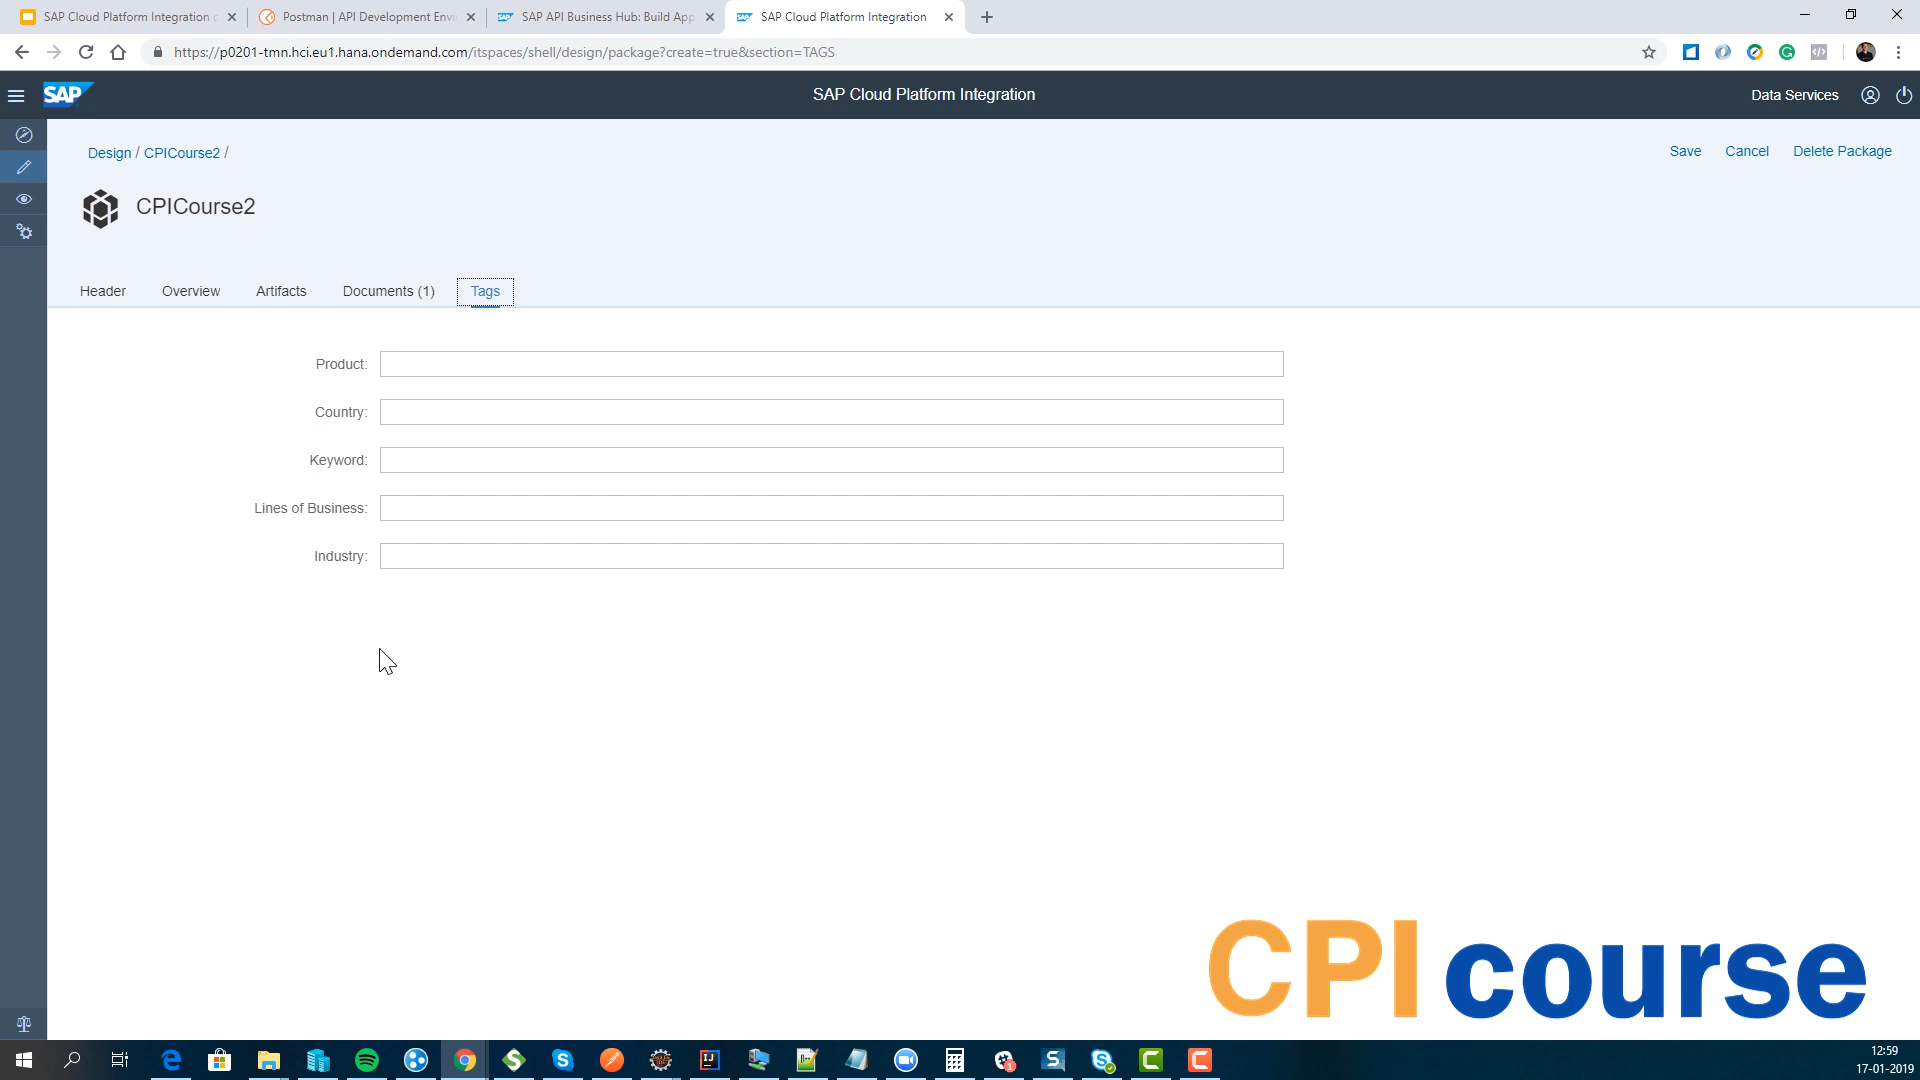 SAP Cloud Platform Integration c
Postman | API Development Envi
SAP API Business Hub: Build App
SAP Cloud Platform Integration
https://p0201-tmn.hci.eu1.hana.ondemand.com/itspaces/shell/design/package?create=true&section=TAGS
SAP
SAP Cloud Platform Integration
Data Services
Design / CPICourse2 /
Save
Cancel
Delete Package
CPICourse2
Header
Overview
Artifacts
Documents (1)
Tags
Product:
Country:
Keyword:
Lines of Business:
Industry:
CPI course
12:59
17-01-2019